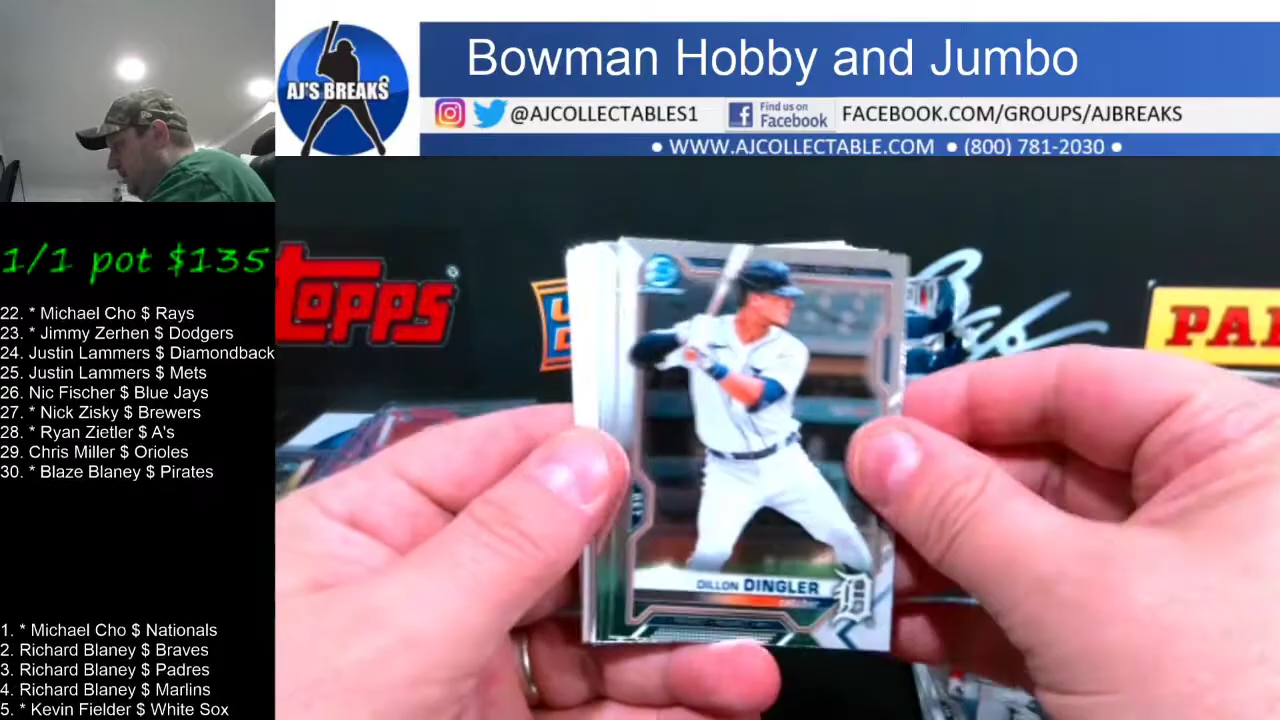 Bowman Hobby and Jumbo
AJ'S BREAKS
@AJCOLLECTABLES1
Find us on
Facebook
FACEBOOK.COM/GROUPS/AJBREAKS
• WWW.AJCOLLECTABLE.COM • (800) 781-2030 •
1/1 pot $135
22. * Michael Cho $ Rays
23. * Jimmy Zerhen $ Dodgers
24. Justin Lammers $ Diamondback
25. Justin Lammers $ Mets
26. Nic Fischer $ Blue Jays
27. * Nick Zisky $ Brewers
28. * Ryan Zietler $ A's
29. Chris Miller $ Orioles
30. * Blaze Blaney $ Pirates
1. * Michael Cho $ Nationals
2. Richard Blaney $ Braves
3. Richard Blaney $ Padres
4. Richard Blaney $ Marlins
5. * Kevin Fielder $ White Sox
Topps
PAN
DILLON DINGLER